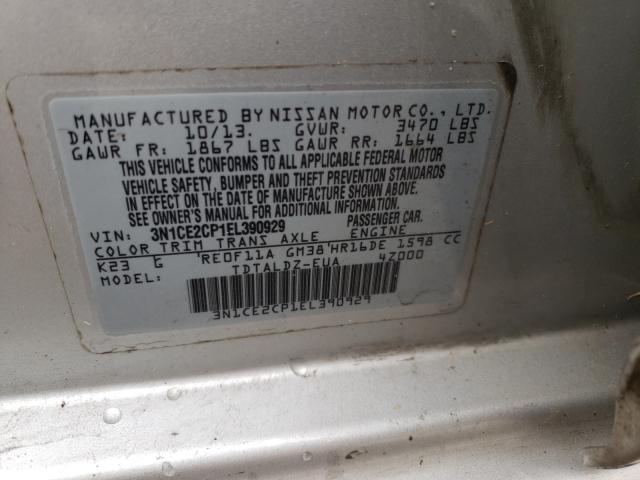 MANUFACTURED BY NISSAN MOTOR CO., LTD.
DATE: 10/13. GVWR: 3470 LBS
GAWR FR: 1867 LBS GAWR RR: 1664 LBS
THIS VEHICLE CONFORMS TO ALL APPLICABLE FEDERAL MOTOR
VEHICLE SAFETY, BUMPER AND THEFT PREVENTION STANDARDS
IN EFFECT ON THE DATE OF MANUFACTURE SHOWN ABOVE.
SEE OWNER'S MANUAL FOR ADDITIONAL INFORMATION.
VIN: 3N1CE2CP1EL390929 PASSENGER CAR.
COLOR TRIM TRANS AXLE ENGINE
K23 G RE0F11A GM38 HR16DE 1598 CC
MODEL: TDTALDZ-EUA 4Z000
3N1CE2CP1EL390929